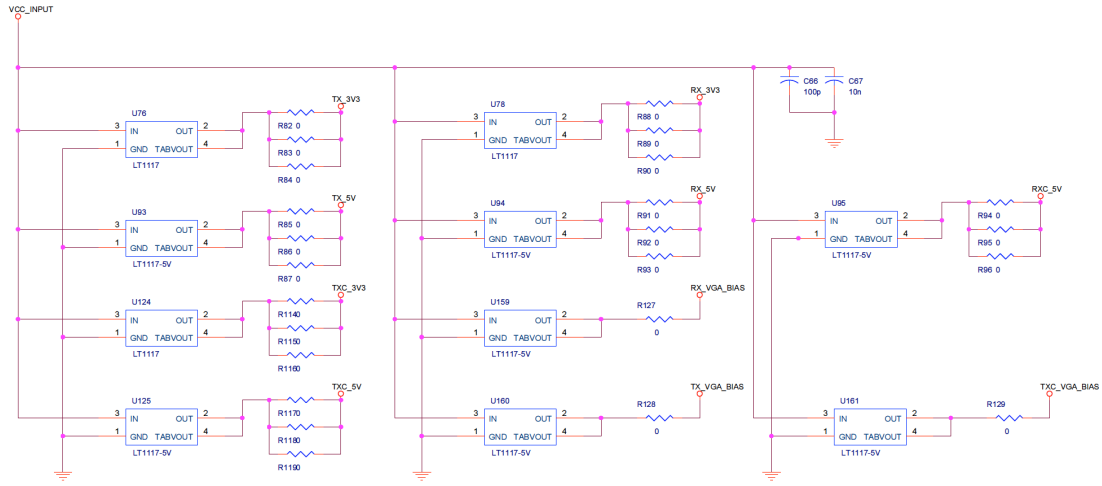 VCC_INPUT
C66
100p
C67
10n
U76
3 IN OUT 2
1 GND TABVOUT 4
LT1117
TX_3V3
R82 0
R83 0
R84 0
U93
3 IN OUT 2
1 GND TABVOUT 4
LT1117-5V
TX_5V
R85 0
R86 0
R87 0
U124
3 IN OUT 2
1 GND TABVOUT 4
LT1117
TXC_3V3
R1140
R1150
R1160
U125
3 IN OUT 2
1 GND TABVOUT 4
LT1117-5V
TXC_5V
R1170
R1180
R1190
U78
3 IN OUT 2
1 GND TABVOUT 4
LT1117
RX_3V3
R88 0
R89 0
R90 0
U94
3 IN OUT 2
1 GND TABVOUT 4
LT1117-5V
RX_5V
R91 0
R92 0
R93 0
U159
3 IN OUT 2
1 GND TABVOUT 4
LT1117-5V
RX_VGA_BIAS
R127
0
U160
3 IN OUT 2
1 GND TABVOUT 4
LT1117-5V
TX_VGA_BIAS
R128
0
U95
3 IN OUT 2
1 GND TABVOUT 4
LT1117-5V
RXC_5V
R94 0
R95 0
R96 0
U161
3 IN OUT 2
1 GND TABVOUT 4
LT1117-5V
TXC_VGA_BIAS
R129
0